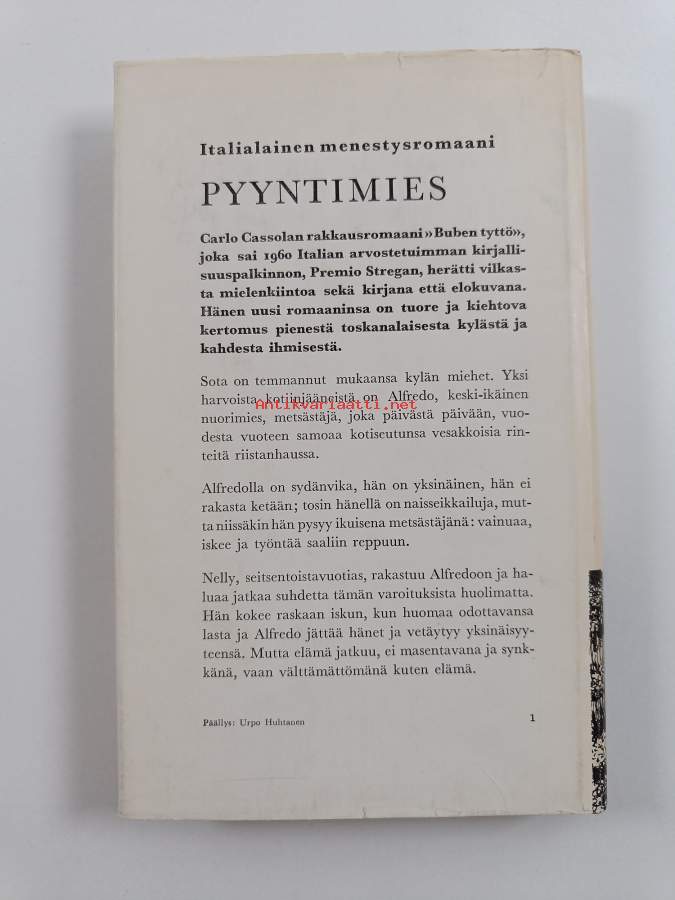 Italialainen menestysromaani
PYYNTIMIES
Carlo Cassolan rakkausromaani »Buben tyttö»,
joka sai 1960 Italian arvostetuimman kirjalli-
suuspalkinnon, Premio Stregan, herätti vilkas-
ta mielenkiintoa sekä kirjana että elokuvana.
Hänen uusi romaaninsa on tuore ja kiehtova
kertomus pienestä toskanalaisesta kylästä ja
kahdesta ihmisestä.
Sota on temmannut mukaansa kylän miehet. Yksi
harvoista kotiinjääneistä on Alfredo, keski-ikäinen
Antikvariaatti.net
nuorimies, metsästäjä, joka päivästä päivään, vuo-
desta vuoteen samoaa kotiseutunsa vesakkoisia rin-
teitä riistanhaussa.
Alfredolla on sydänvika, hän on yksinäinen, hän ei
rakasta ketään; tosin hänellä on naisseikkailuja, mut-
ta niissäkin hän pysyy ikuisena metsästäjänä: vainuaa,
iskee ja työntää saaliin reppuun.
Nelly, seitsentoistavuotias, rakastuu Alfredoon ja ha-
luaa jatkaa suhdetta tämän varoituksista huolimatta.
Hän kokee raskaan iskun, kun huomaa odottavansa
lasta ja Alfredo jättää hänet ja vetäytyy yksinäisyy-
teensä. Mutta elämä jatkuu, ei masentavana ja synk-
känä, vaan välttämättömänä kuten elämä.
Päällys: Urpo Huhtanen 1